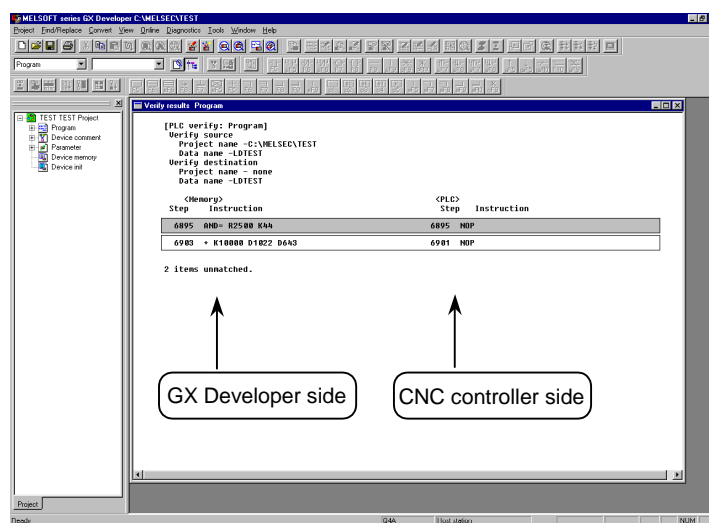 MELSOFT series GX Developer C:\MELSEC\TEST
Project Find/Replace Convert View Online Diagnostics Tools Window Help
Program
TEST TEST Project
Program
Device comment
Parameter
Device memory
Device init
Project
Verify results Program
[PLC verify: Program]
Verify source
Project name -C:\MELSEC\TEST
Data name -LDTEST
Verify destination
Project name - none
Data name -LDTEST
<Memory> <PLC>
Step Instruction Step Instruction
6895 AND= R2500 K44 6895 NOP
6903 + K10000 D1022 D643 6901 NOP
2 items unmatched.
GX Developer side CNC controller side
Ready Q4A Host station NUM